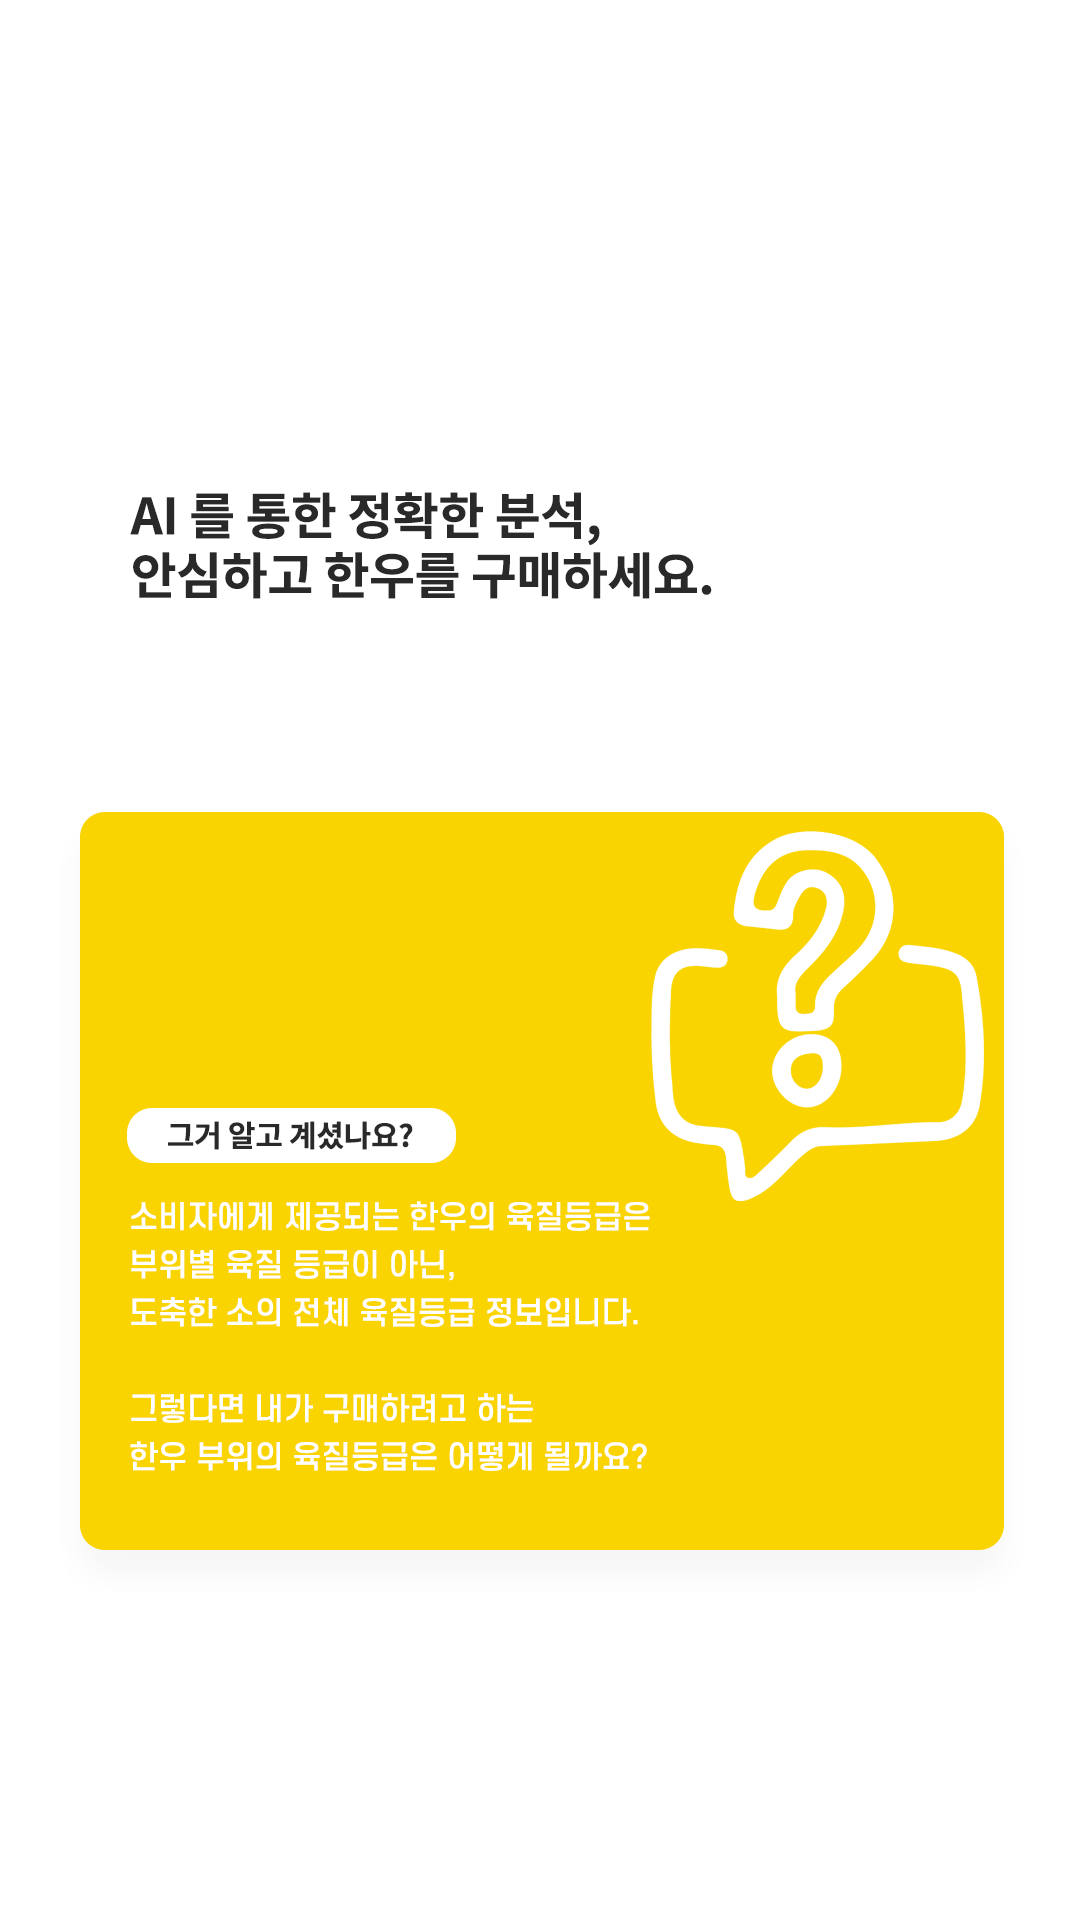 AI 를 통한 정확한 분석,
안심하고 한우를 구매하세요.
그거 알고 계셨나요?
소비자에게 제공되는 한우의 육질등급은
부위별 육질 등급이 아닌,
도축한 소의 전체 육질등급 정보입니다.
그렇다면 내가 구매하려고 하는
한우 부위의 육질등급은 어떻게 될까요?